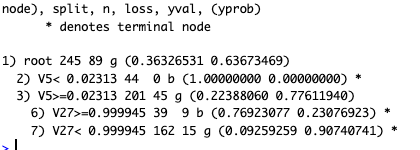 node), split, n, loss, yval, (yprob)
* denotes terminal node
1) root 245 89 g (0.36326531 0.63673469)
2) V5< 0.02313 44 0 b (1.00000000 0.00000000) *
3) V5>=0.02313 201 45 g (0.22388060 0.77611940)
6) V27>=0.999945 39 9 b (0.76923077 0.23076923) *
7) V27< 0.999945 162 15 g (0.09259259 0.90740741) *
>